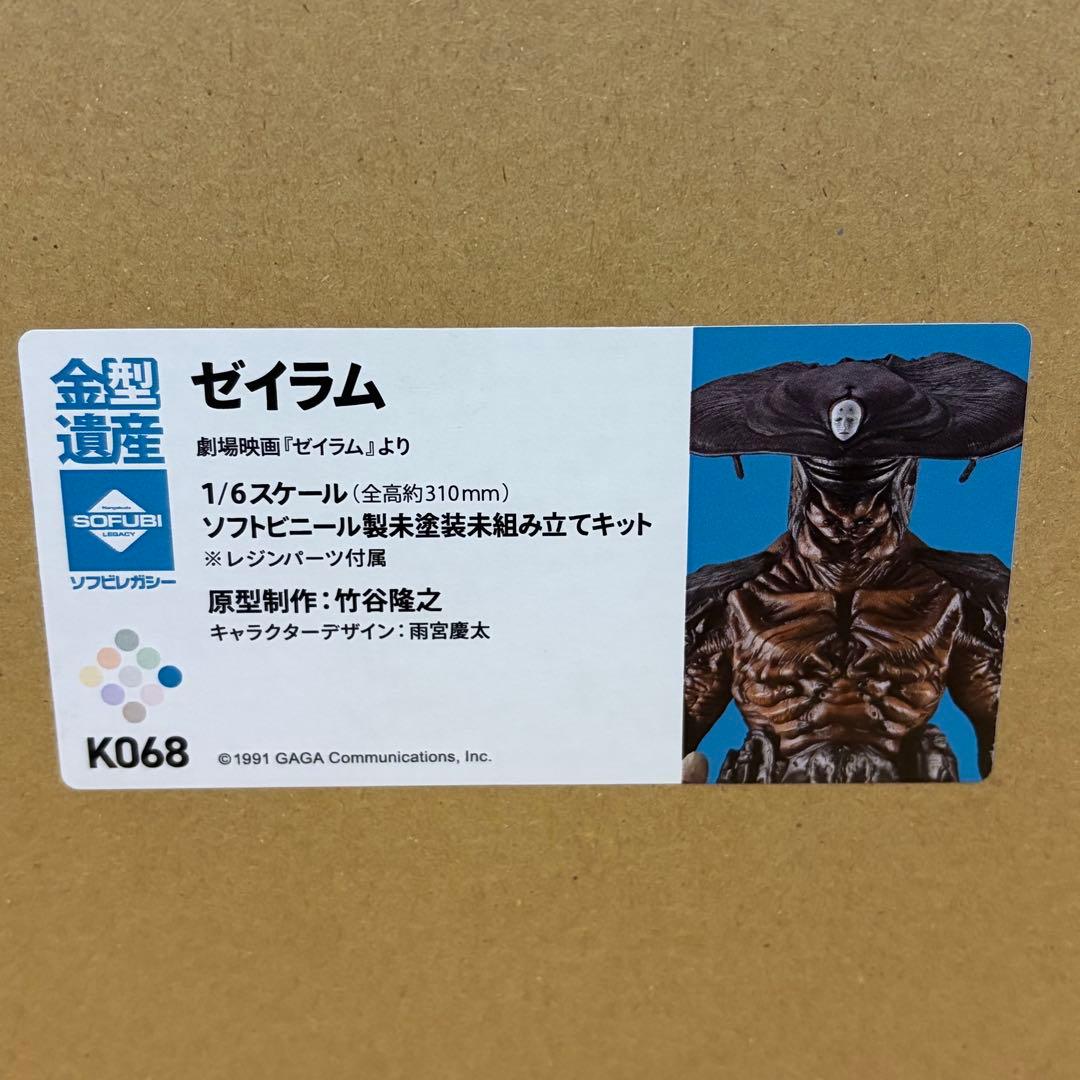 金型
遺産
SOFUBI
LEGACY
ソフビレガシー
K068
ゼイラム
劇場映画『ゼイラム』より
1/6スケール（全高約310mm）
ソフトビニール製未塗装未組み立てキット
※レジンパーツ付属
原型制作：竹谷隆之
キャラクターデザイン：雨宮慶太
©1991 GAGA Communications, Inc.